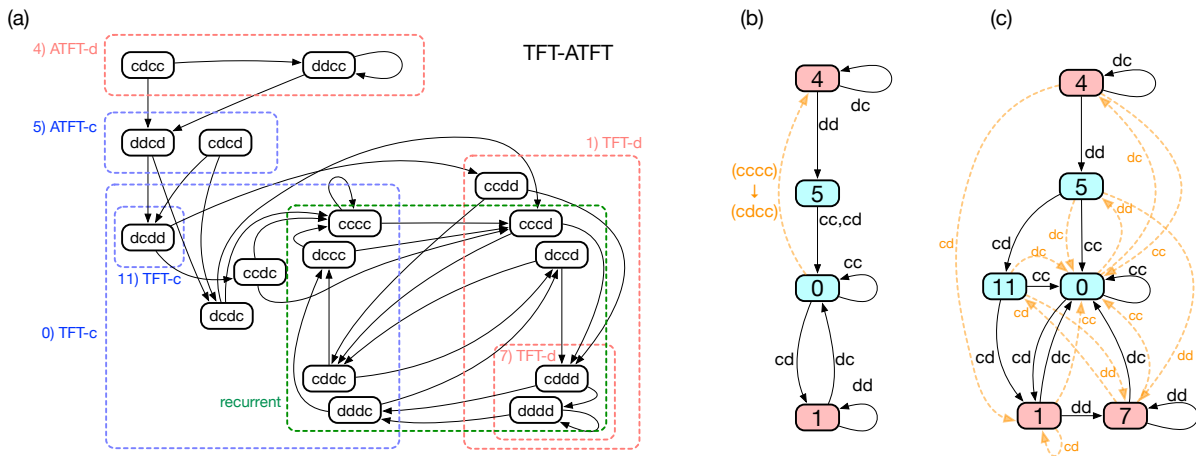 (a)
TFT-ATFT
4) ATFT-d
cdcc
ddcc
5) ATFT-c
ddcd
cdcd
1) TFT-d
ccdd
cccc
cccd
dcdd
dccc
dccd
11) TFT-c
ccdc
dcdc
0) TFT-c
7) TFT-d
cddc
cddd
recurrent
dddc
dddd
(b)
4
dc
dd
(cccc)
↓
(cdcc)
5
cc,cd
cc
0
cd
dc
dd
1
(c)
dc
4
dc
dd
5
cd
dd
cd
dc
cc
cc
dc
11
cc
0
cc
cd
cc
cc
cd
cd
dc
dd
dc
dd
1
dd
7
dd
cd